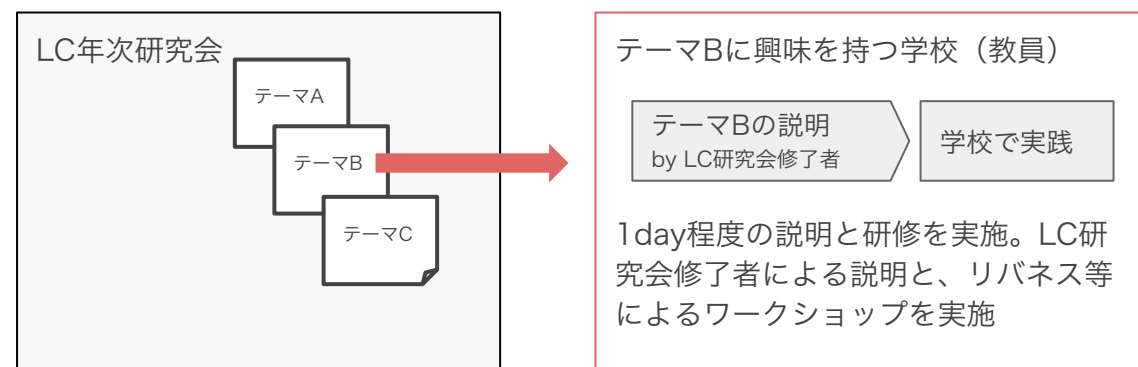 LC年次研究会
テーマA
テーマB
テーマC
テーマBに興味を持つ学校（教員）
テーマBの説明
by LC研究会修了者
学校で実践
1day程度の説明と研修を実施。LC研
究会修了者による説明と、リバネス等
によるワークショップを実施